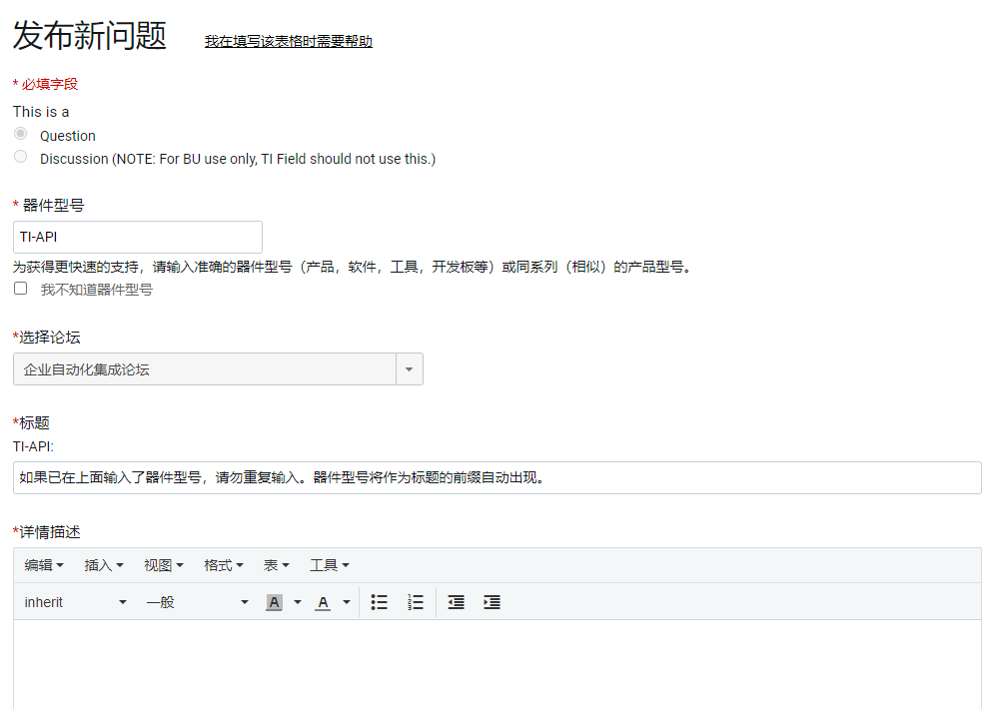 发布新问题 我在填写该表格时需要帮助
* 必填字段
This is a
Question
Discussion (NOTE: For BU use only, TI Field should not use this.)
* 器件型号
TI-API
为获得更快速的支持，请输入准确的器件型号（产品，软件，工具，开发板等）或同系列（相似）的产品型号。
我不知道器件型号
*选择论坛
企业自动化集成论坛
*标题
TI-API:
如果已在上面输入了器件型号，请勿重复输入。器件型号将作为标题的前缀自动出现。
*详情描述
编辑 插入 视图 格式 表 工具
inherit 一般 A A